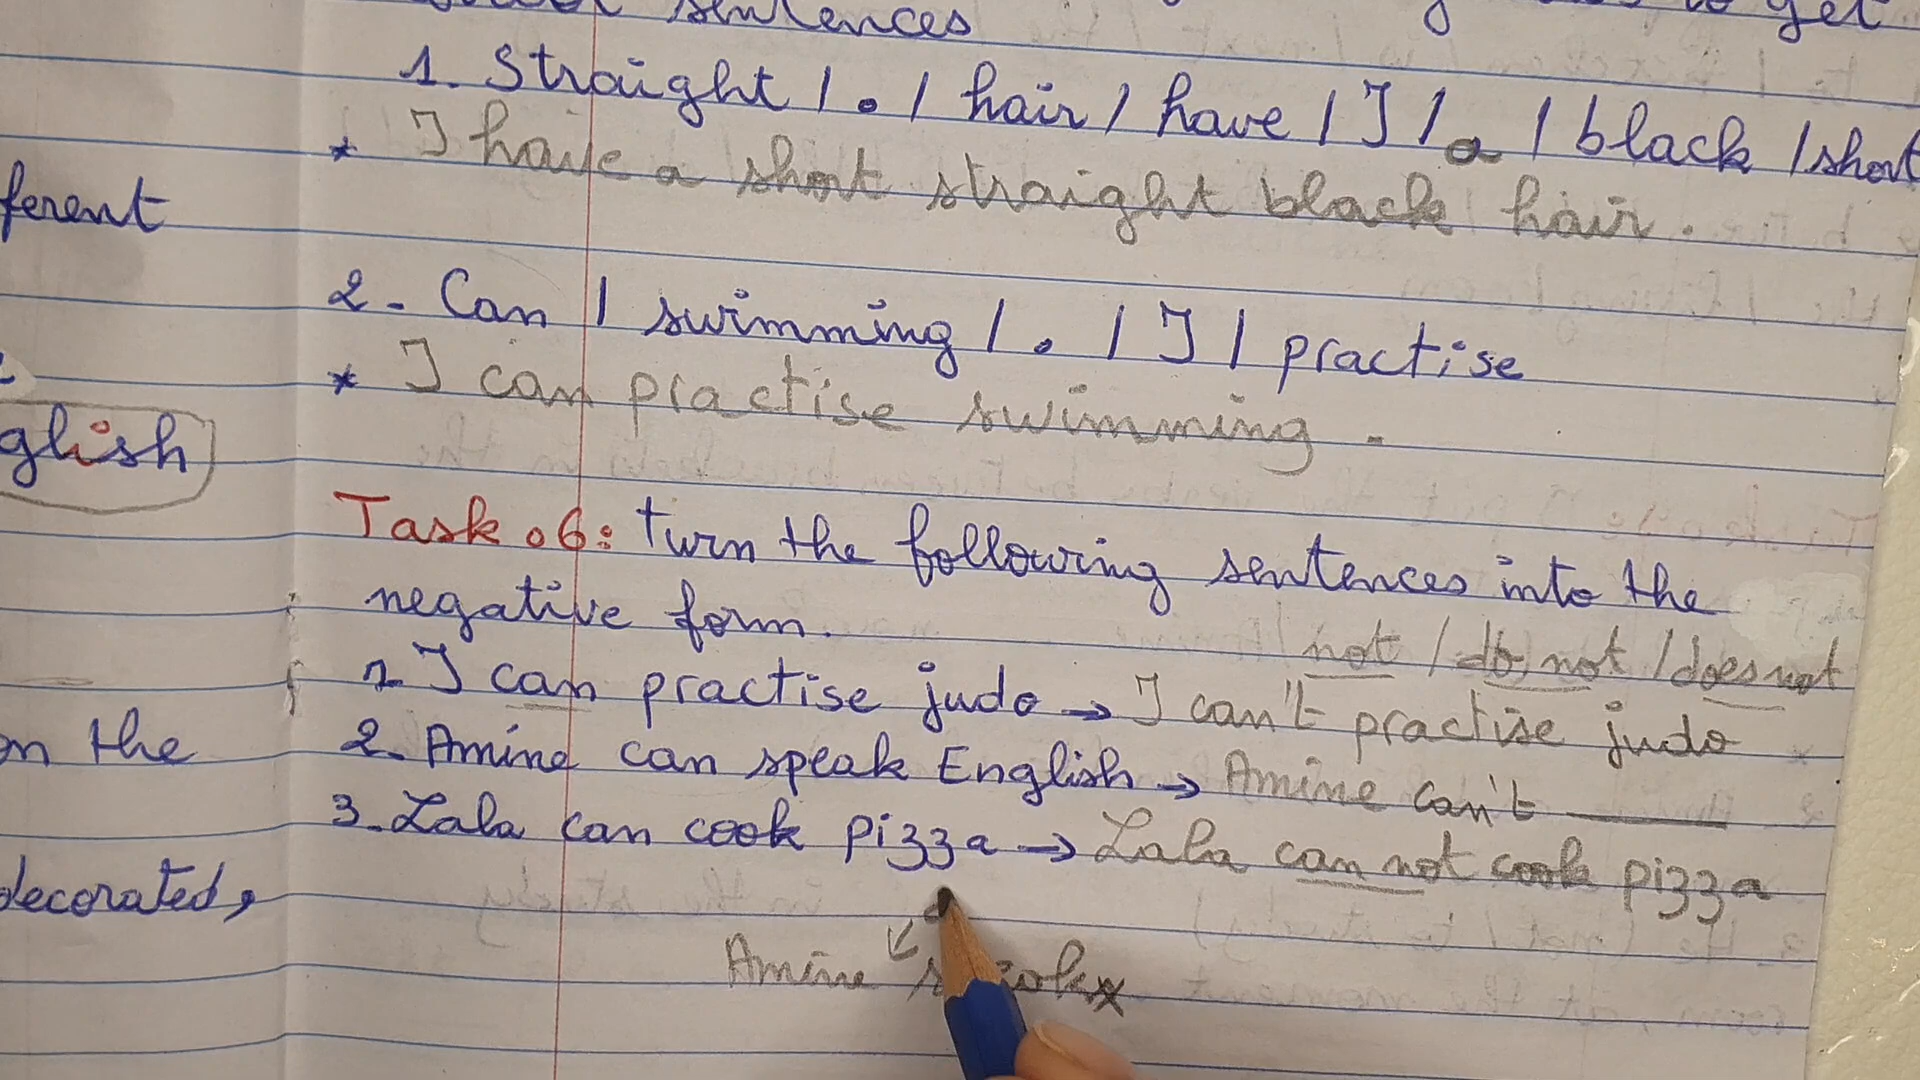 sentences to get
1. Straight / . / hair / have / I / a / black / short
* I have a short straight black hair.
ferent
2 - Can / swimming / . / I / practise
* I can practise swimming.
glish
Task 06: turn the following sentences into the
negative form.
not / do not / does not
1. I can practise judo → I can't practise judo
2. Amine can speak English → Amine can't
on the
3. Lala can cook pizza → Lala can not cook pizza
decorated,
Amine